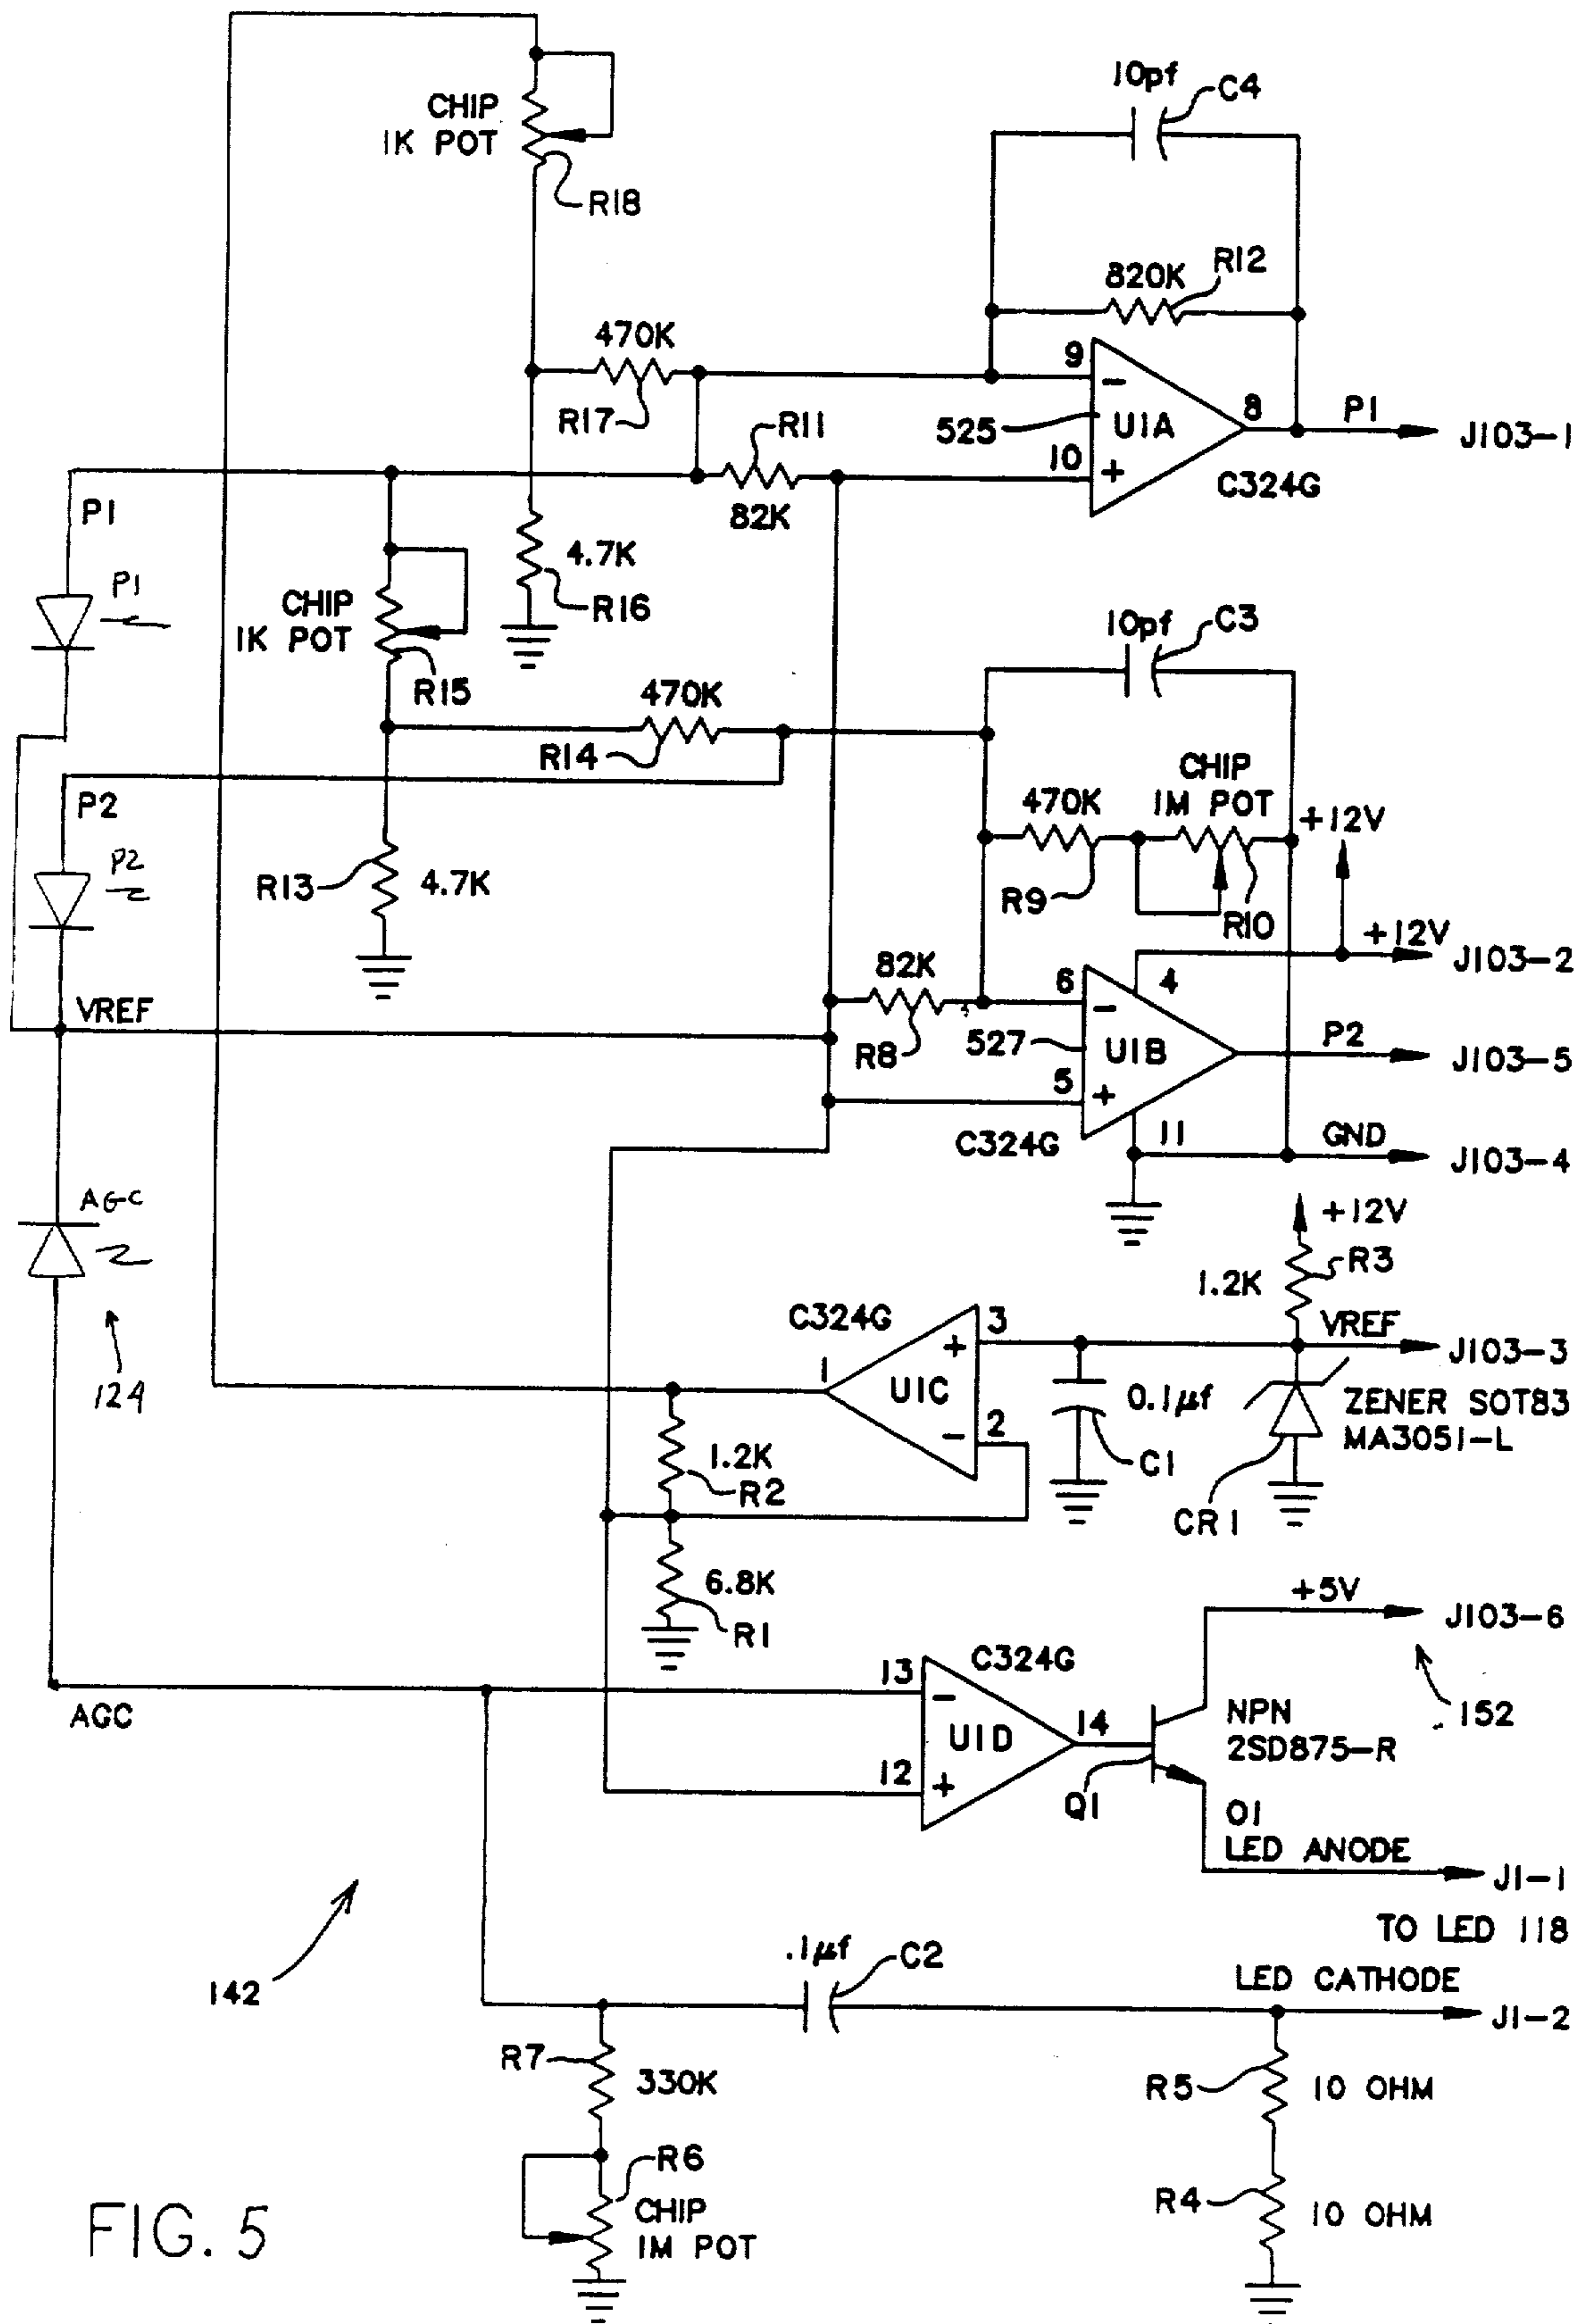 10pf
C4
CHIP
1K POT
R18
820K
R12
470K
R17
9
-
525
U1A
8
P1
J103-1
R11
10
+
C324G
82K
P1
P1
4.7K
R16
CHIP
1K POT
R15
10pf
C3
470K
R14
CHIP
1M POT
P2
470K
+12V
P2
R13
4.7K
R9
R10
+12V
J103-2
82K
6
-
4
VREF
R8
527
U1B
P2
J103-5
5
+
C324G
11
GND
J103-4
AGC
+12V
R3
1.2K
C324G
3
+
VREF
J103-3
1
U1C
124
0.1µf
ZENER SOT83
MA3051-L
2
-
1.2K
R2
C1
CR1
6.8K
R1
+5V
J103-6
C324G
13
-
AGC
152
14
NPN
2SD875-R
U1D
12
+
Q1
01
LED ANODE
J1-1
TO LED 118
142
.1µf
C2
LED CATHODE
J1-2
R7
330K
R5
10 OHM
R6
CHIP
1M POT
R4
10 OHM
FIG. 5